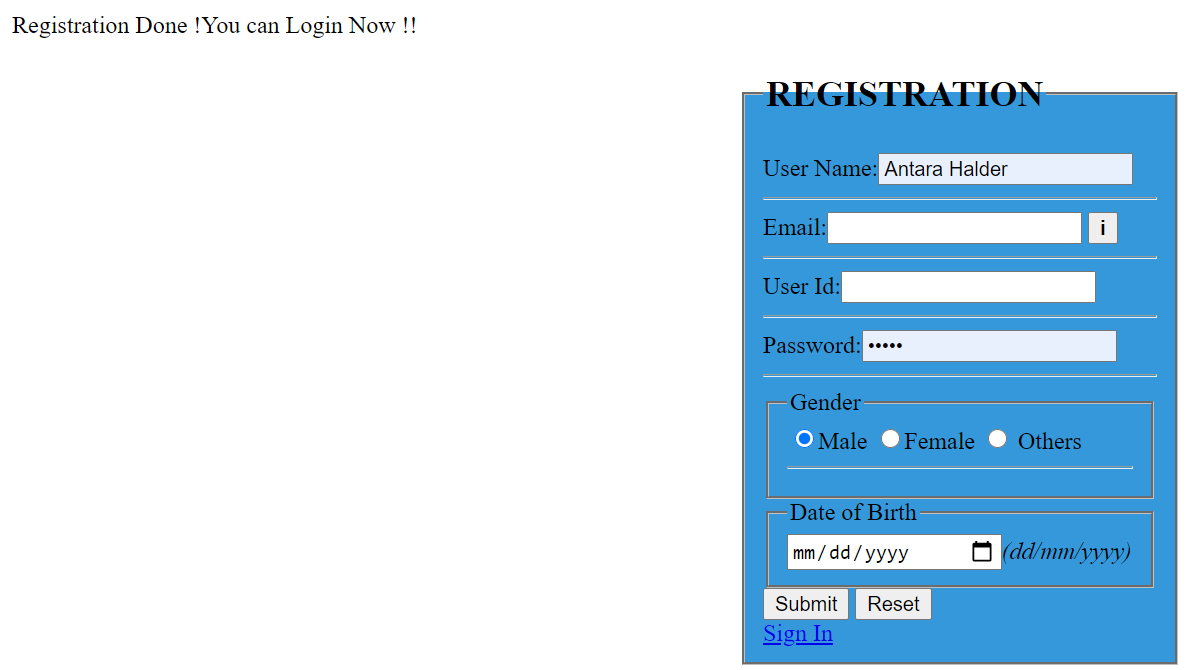 Registration Done !You can Login Now !!
REGISTRATION
User Name: Antara Halder
Email: i
User Id:
Password: •••••
Gender
Male Female Others
Date of Birth
mm/dd/yyyy (dd/mm/yyyy)
Submit Reset
Sign In